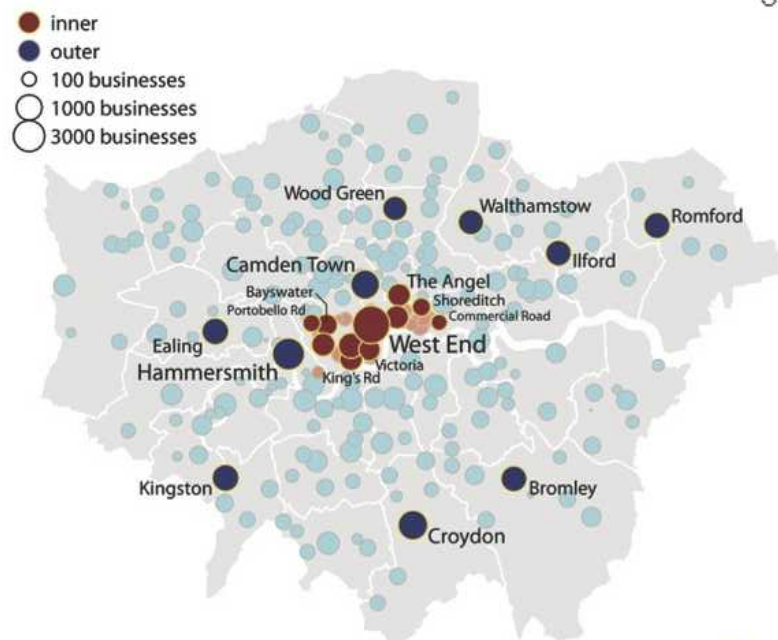 inner
outer
100 businesses
1000 businesses
3000 businesses
Wood Green
Walthamstow
Romford
Ilford
Camden Town
The Angel
Bayswater
Shoreditch
Portobello Rd
Commercial Road
Ealing
West End
Hammersmith
Victoria
King's Rd
Kingston
Bromley
Croydon